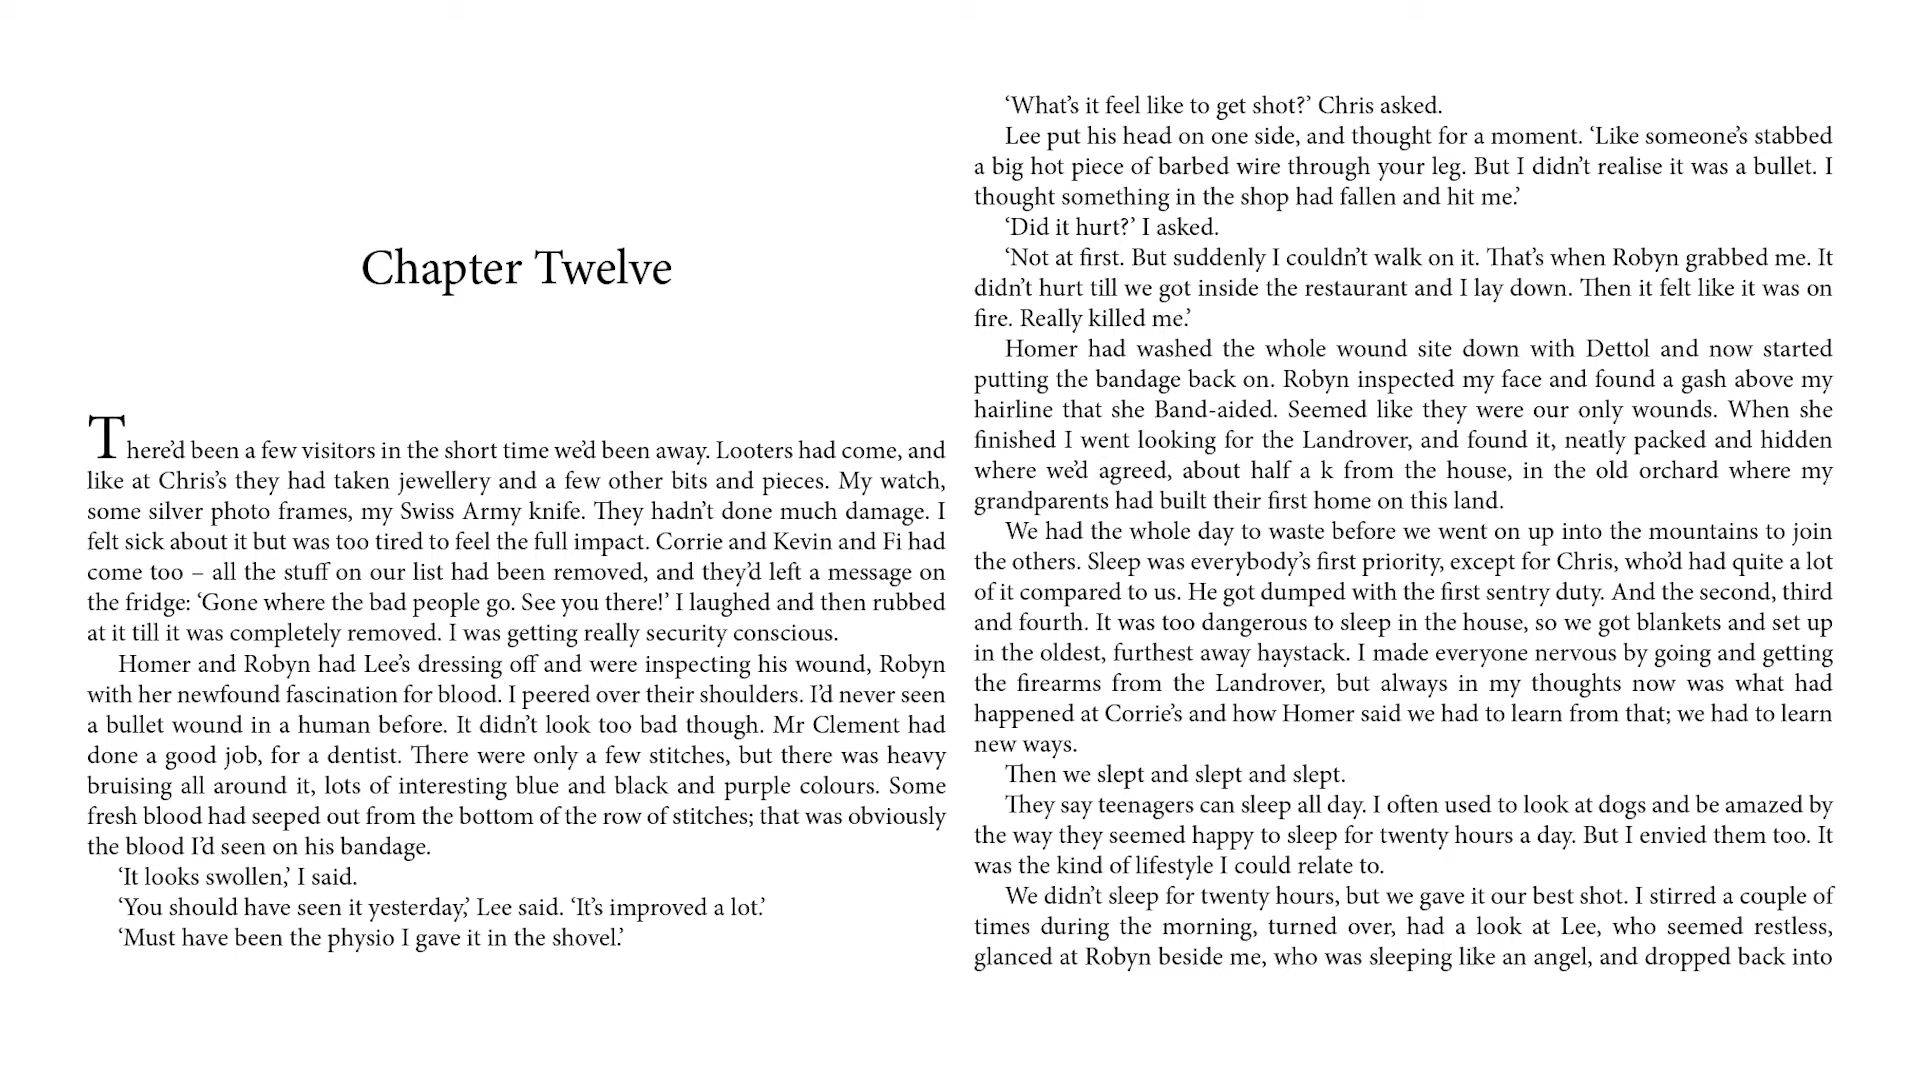 Chapter Twelve
There’d been a few visitors in the short time we’d been away. Looters had come, and
like at Chris’s they had taken jewellery and a few other bits and pieces. My watch,
some silver photo frames, my Swiss Army knife. They hadn’t done much damage. I
felt sick about it but was too tired to feel the full impact. Corrie and Kevin and Fi had
come too – all the stuff on our list had been removed, and they’d left a message on
the fridge: ‘Gone where the bad people go. See you there!’ I laughed and then rubbed
at it till it was completely removed. I was getting really security conscious.
Homer and Robyn had Lee’s dressing off and were inspecting his wound, Robyn
with her newfound fascination for blood. I peered over their shoulders. I’d never seen
a bullet wound in a human before. It didn’t look too bad though. Mr Clement had
done a good job, for a dentist. There were only a few stitches, but there was heavy
bruising all around it, lots of interesting blue and black and purple colours. Some
fresh blood had seeped out from the bottom of the row of stitches; that was obviously
the blood I’d seen on his bandage.
‘It looks swollen,’ I said.
‘You should have seen it yesterday,’ Lee said. ‘It’s improved a lot.’
‘Must have been the physio I gave it in the shovel.’
‘What’s it feel like to get shot?’ Chris asked.
Lee put his head on one side, and thought for a moment. ‘Like someone’s stabbed
a big hot piece of barbed wire through your leg. But I didn’t realise it was a bullet. I
thought something in the shop had fallen and hit me.’
‘Did it hurt?’ I asked.
‘Not at first. But suddenly I couldn’t walk on it. That’s when Robyn grabbed me. It
didn’t hurt till we got inside the restaurant and I lay down. Then it felt like it was on
fire. Really killed me.’
Homer had washed the whole wound site down with Dettol and now started
putting the bandage back on. Robyn inspected my face and found a gash above my
hairline that she Band-aided. Seemed like they were our only wounds. When she
finished I went looking for the Landrover, and found it, neatly packed and hidden
where we’d agreed, about half a k from the house, in the old orchard where my
grandparents had built their first home on this land.
We had the whole day to waste before we went on up into the mountains to join
the others. Sleep was everybody’s first priority, except for Chris, who’d had quite a lot
of it compared to us. He got dumped with the first sentry duty. And the second, third
and fourth. It was too dangerous to sleep in the house, so we got blankets and set up
in the oldest, furthest away haystack. I made everyone nervous by going and getting
the firearms from the Landrover, but always in my thoughts now was what had
happened at Corrie’s and how Homer said we had to learn from that; we had to learn
new ways.
Then we slept and slept and slept.
They say teenagers can sleep all day. I often used to look at dogs and be amazed by
the way they seemed happy to sleep for twenty hours a day. But I envied them too. It
was the kind of lifestyle I could relate to.
We didn’t sleep for twenty hours, but we gave it our best shot. I stirred a couple of
times during the morning, turned over, had a look at Lee, who seemed restless,
glanced at Robyn beside me, who was sleeping like an angel, and dropped back into